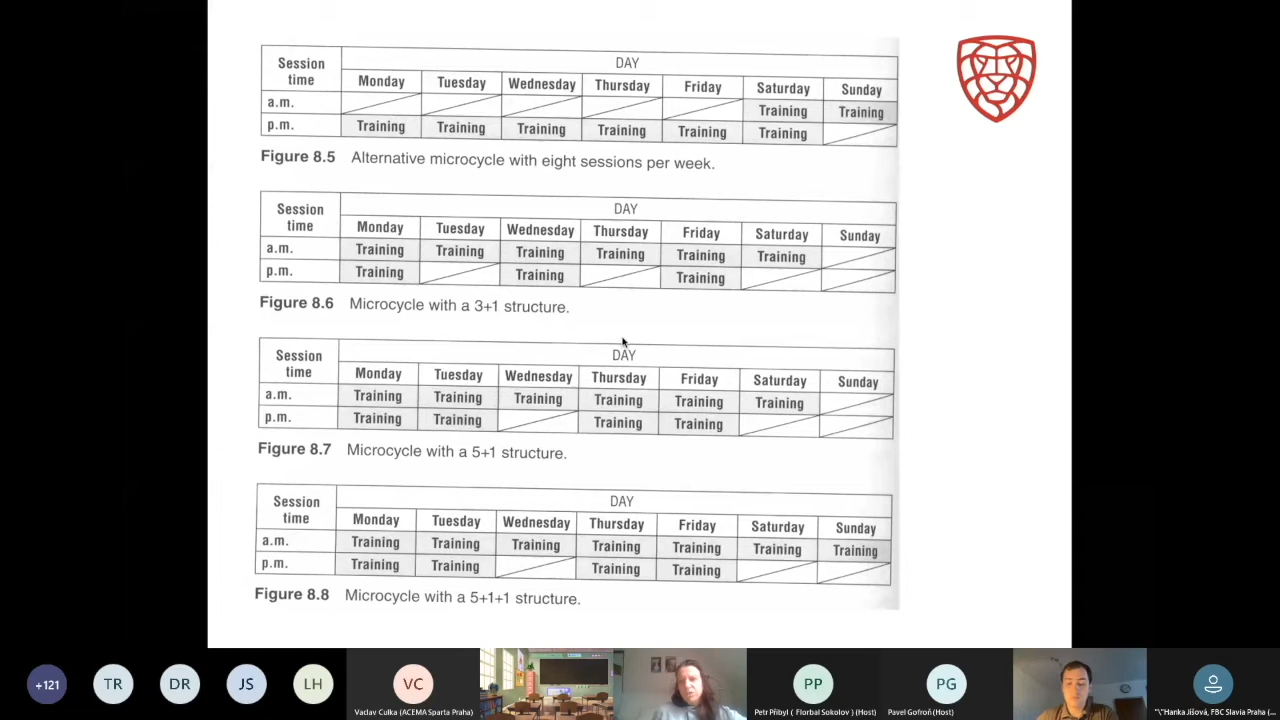 Session time
DAY
Monday Tuesday Wednesday Thursday Friday Saturday Sunday
a.m. Training Training
p.m. Training Training Training Training Training Training
Figure 8.5 Alternative microcycle with eight sessions per week.
Session time
DAY
Monday Tuesday Wednesday Thursday Friday Saturday Sunday
a.m. Training Training Training Training Training Training
p.m. Training Training Training
Figure 8.6 Microcycle with a 3+1 structure.
Session time
DAY
Monday Tuesday Wednesday Thursday Friday Saturday Sunday
a.m. Training Training Training Training Training Training
p.m. Training Training Training Training
Figure 8.7 Microcycle with a 5+1 structure.
Session time
DAY
Monday Tuesday Wednesday Thursday Friday Saturday Sunday
a.m. Training Training Training Training Training Training Training
p.m. Training Training Training Training
Figure 8.8 Microcycle with a 5+1+1 structure.
+121 TR DR JS LH VC PP PG
Vaclav Culka (ACEMA Sparta Praha)
Petr Přibyl ( Florbal Sokolov ) (Host)
Pavel Gofroň (Host)
"\"Hanka Jišová, FBC Slavia Praha (...